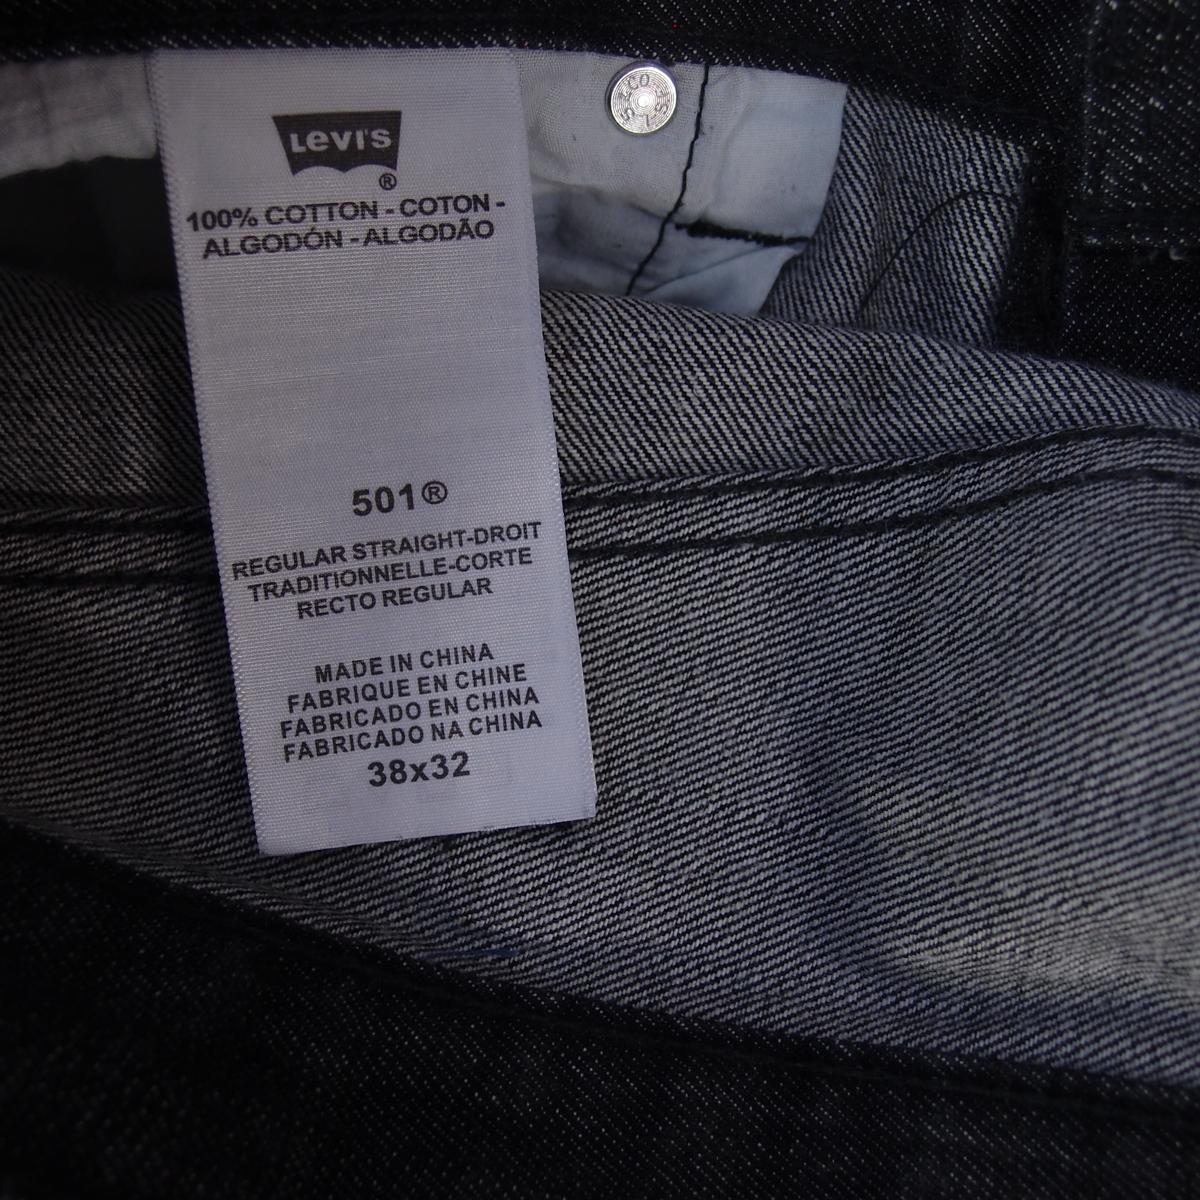 LEVI'S
®
100% COTTON - COTON -
ALGODÓN - ALGODÃO
501®
REGULAR STRAIGHT-DROIT
TRADITIONNELLE-CORTE
RECTO REGULAR
MADE IN CHINA
FABRIQUE EN CHINE
FABRICADO EN CHINA
FABRICADO NA CHINA
38x32